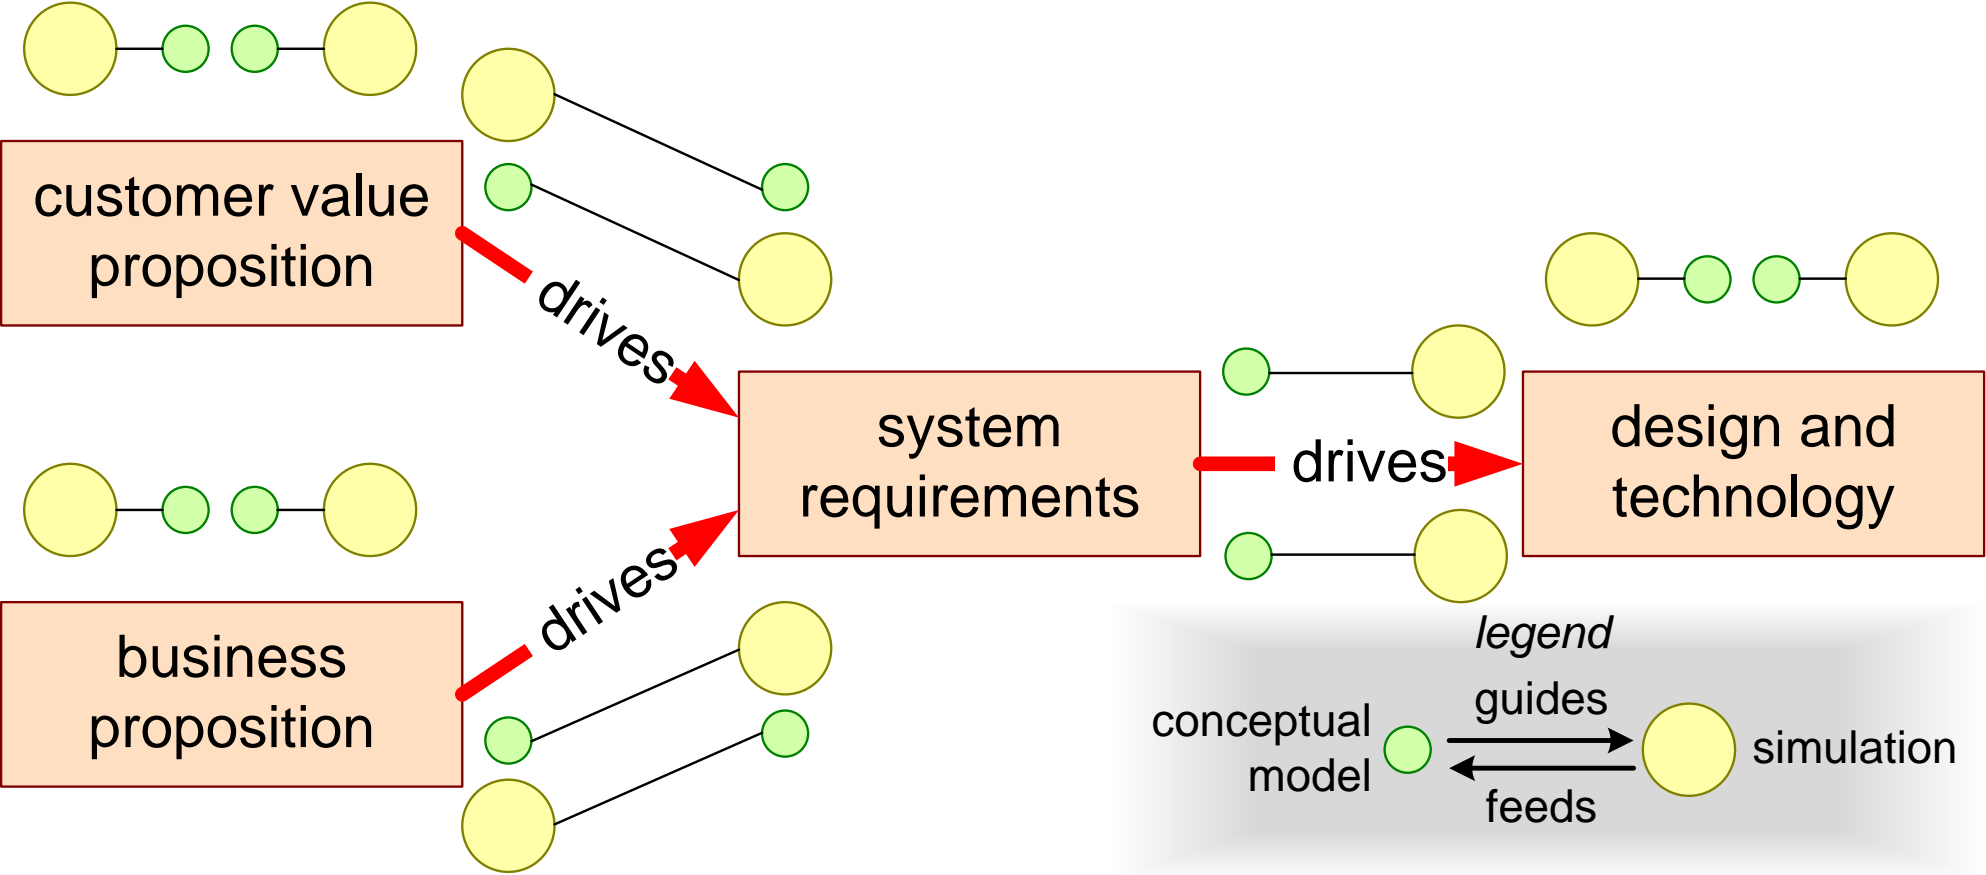 customer value
proposition
drives
system
requirements
drives
design and
technology
business
proposition
drives
legend
guides
conceptual
model
simulation
feeds